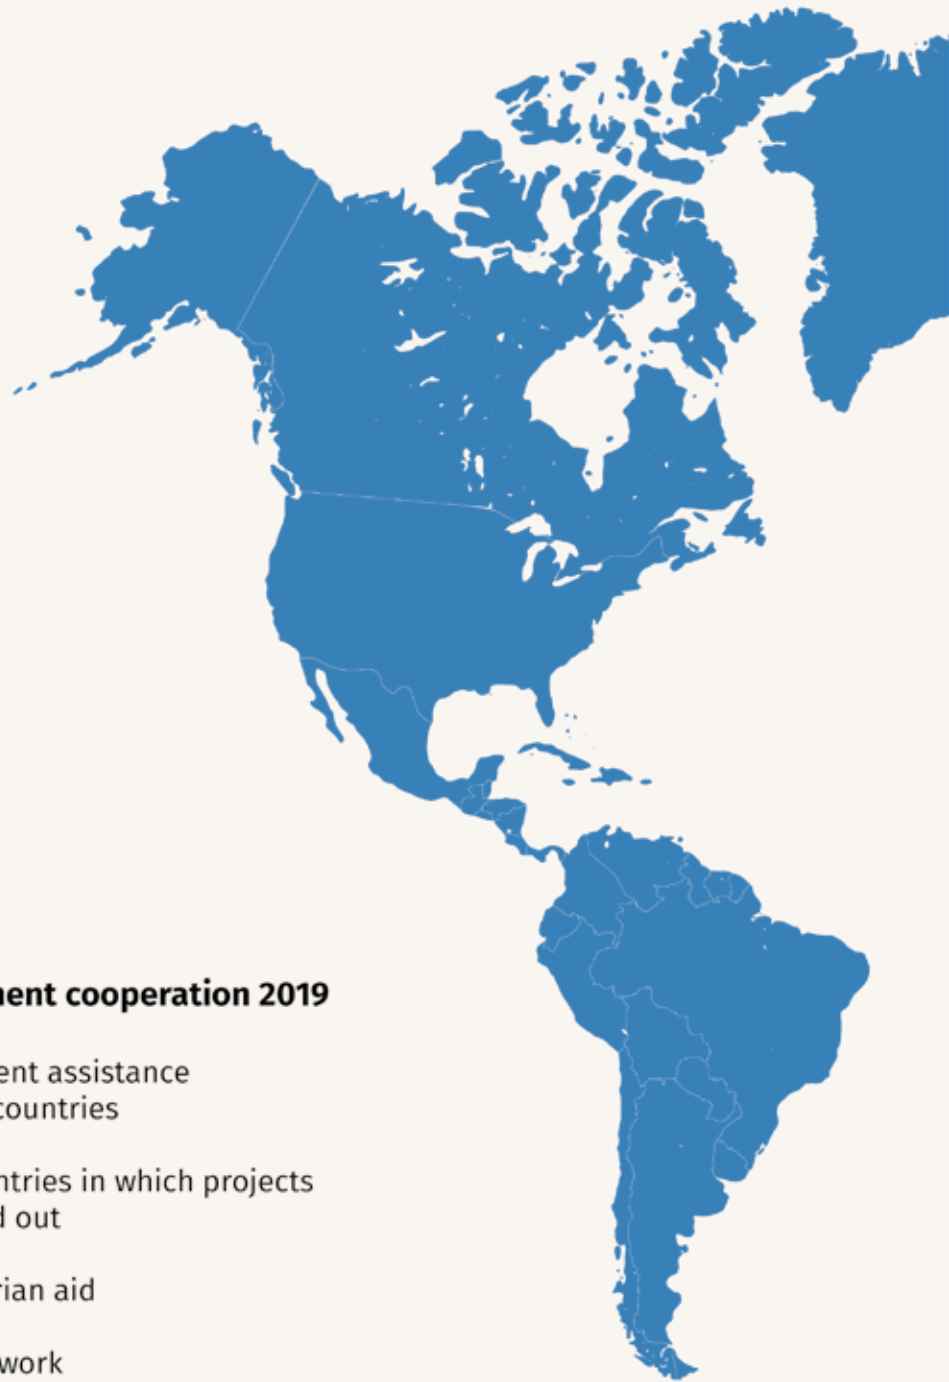 ent cooperation 2019
ent assistance
countries
ntries in which projects
d out
rian aid
work